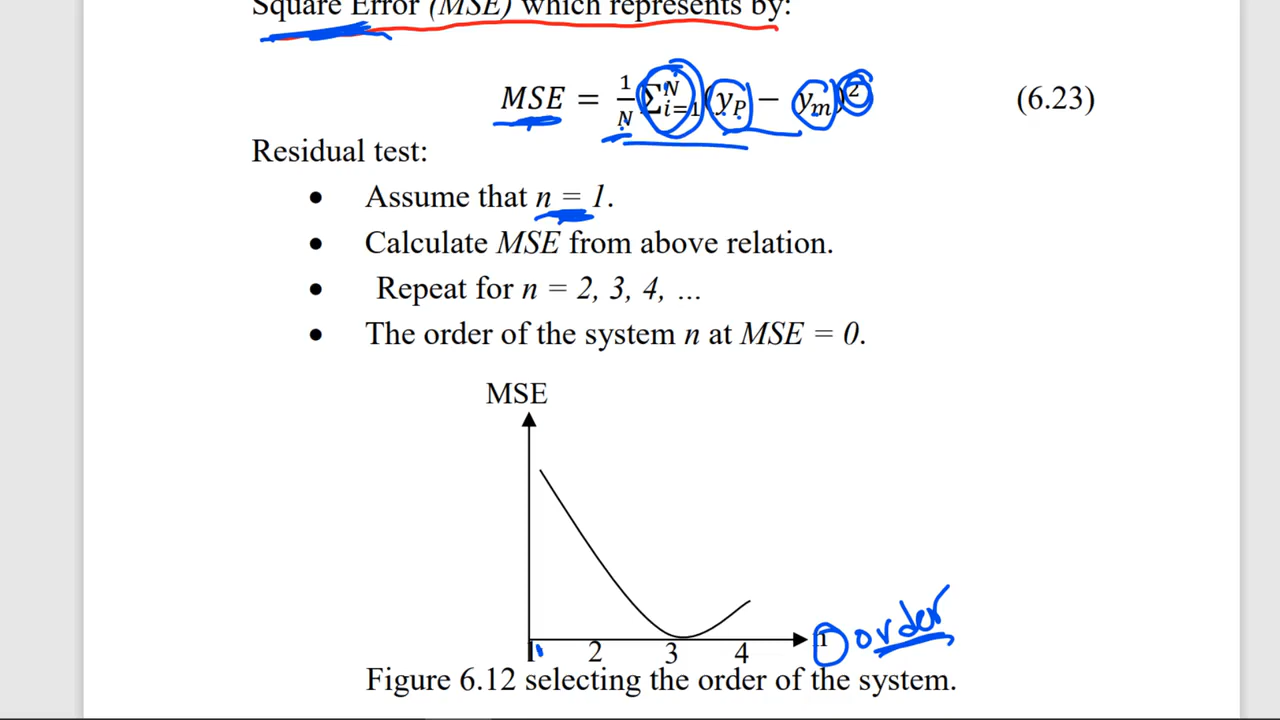 Square Error (MSE) which represents by:
MSE = 1/N Σᵢ₌₁ᴺ (y_P − y_m)² (6.23)
Residual test:
• Assume that n = 1.
• Calculate MSE from above relation.
• Repeat for n = 2, 3, 4, ...
• The order of the system n at MSE = 0.
MSE
n order
1 2 3 4
Figure 6.12 selecting the order of the system.